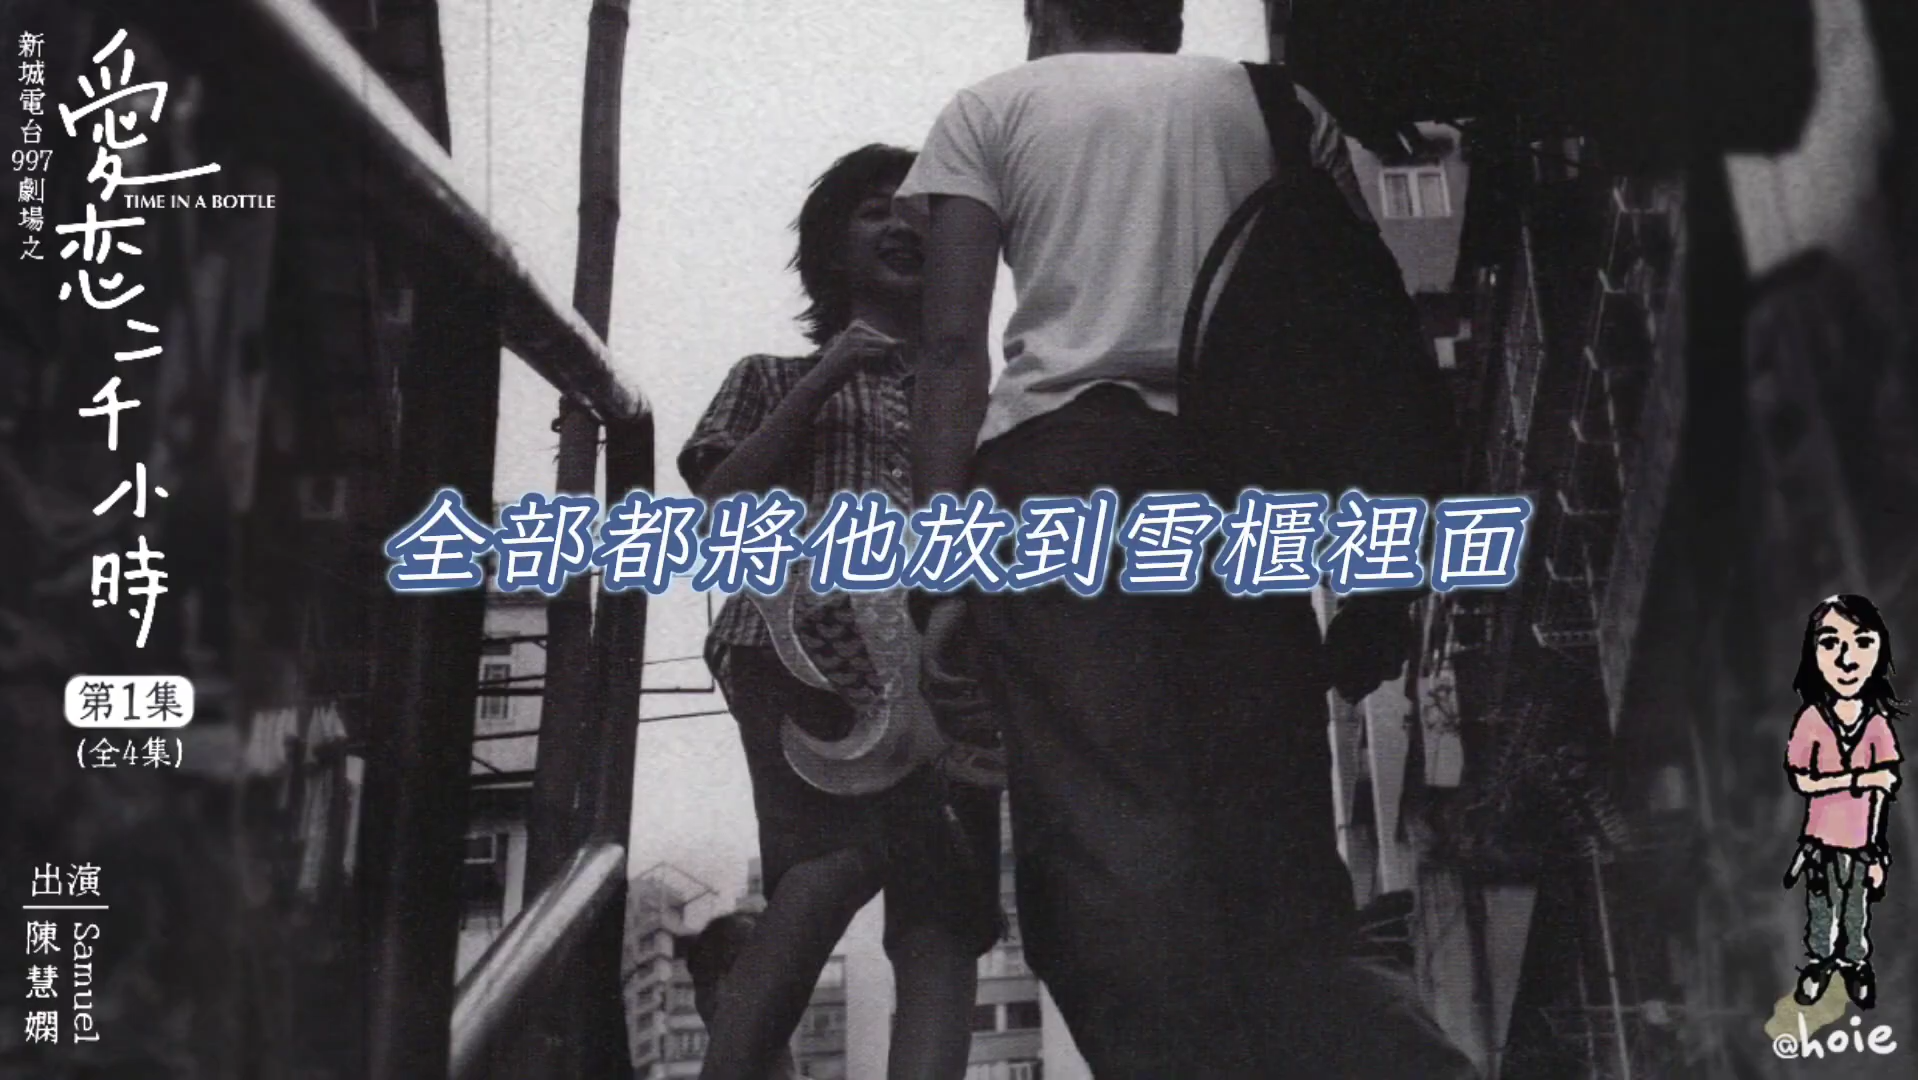 新城電台997劇場之
愛恋二千小時
TIME IN A BOTTLE
第1集
(全4集)
出演
陳慧嫻
Samuel
全部都將他放到雪櫃裡面
@hoie